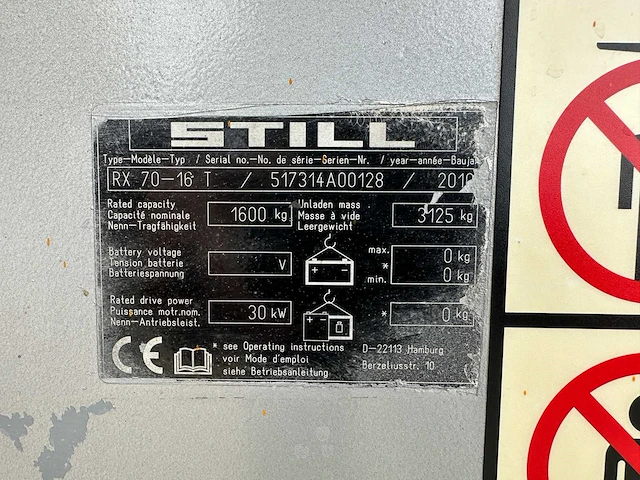 STILL
Type-Modèle-Typ / Serial no.-No. de série-Serien-Nr. / year-année-Baujah
RX 70-16 T / 517314A00128 / 2010
Rated capacity
Capacité nominale
Nenn-Tragfähigkeit
1600 kg
Unladen mass
Masse à vide
Leergewicht
3125 kg
Battery voltage
Tension batterie
Batteriespannung
V
max. 0 kg
*
min. 0 kg
Rated drive power
Puissance motr.nom.
Nenn-Antriebsleist.
30 kW
* 0 kg
CE
* see Operating instructions
voir Mode d'emploi
siehe Betriebsanleitung
D-22113 Hamburg
Berzeliusstr. 10